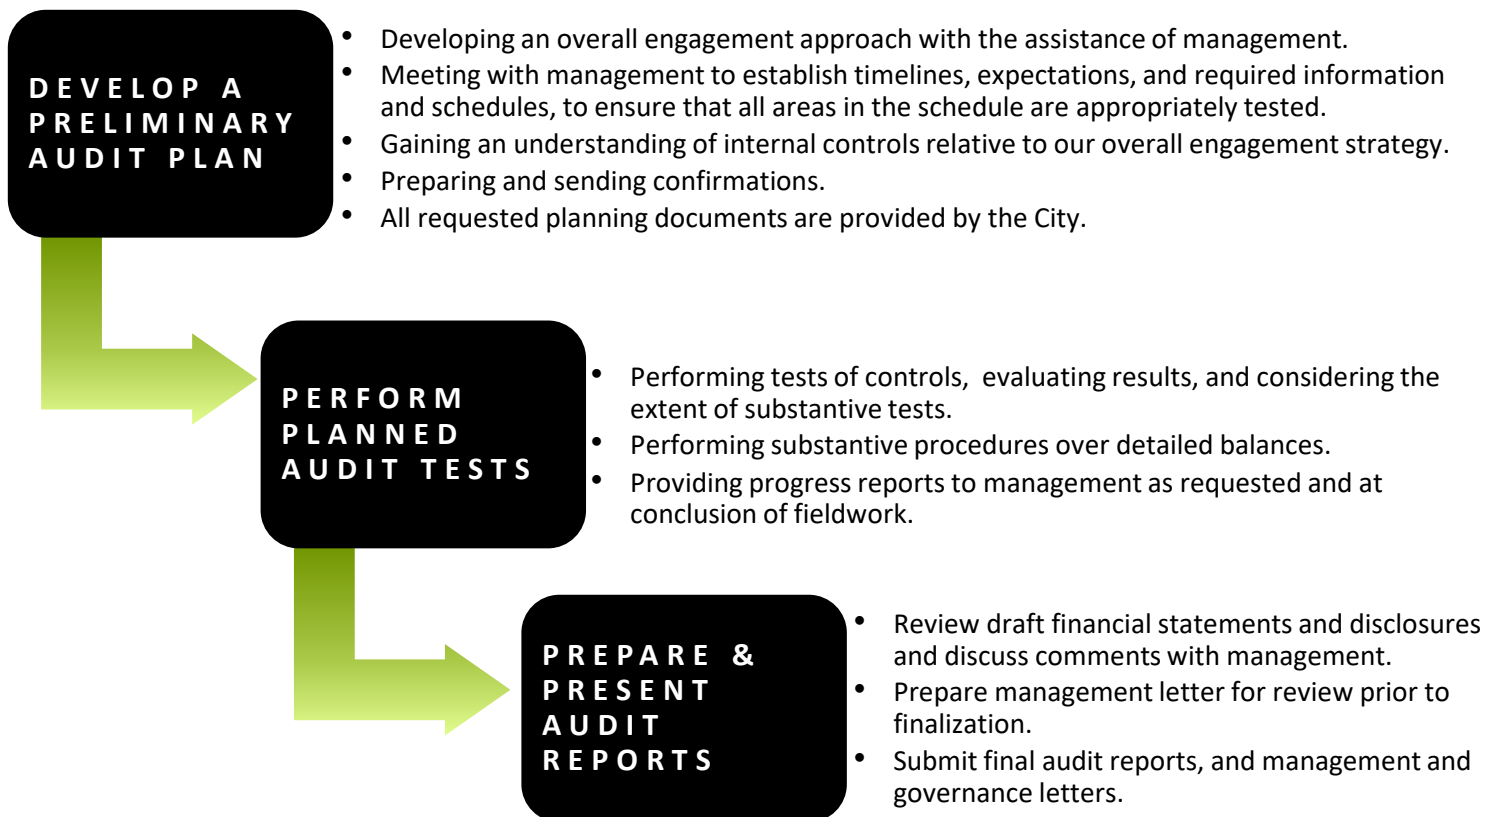 DEVELOP A
PRELIMINARY
AUDIT PLAN
• Developing an overall engagement approach with the assistance of management.
• Meeting with management to establish timelines, expectations, and required information
and schedules, to ensure that all areas in the schedule are appropriately tested.
• Gaining an understanding of internal controls relative to our overall engagement strategy.
• Preparing and sending confirmations.
• All requested planning documents are provided by the City.
PERFORM
PLANNED
AUDIT TESTS
• Performing tests of controls,  evaluating results, and considering the
extent of substantive tests.
• Performing substantive procedures over detailed balances.
• Providing progress reports to management as requested and at
conclusion of fieldwork.
PREPARE &
PRESENT
AUDIT
REPORTS
• Review draft financial statements and disclosures
and discuss comments with management.
• Prepare management letter for review prior to
finalization.
• Submit final audit reports, and management and
governance letters.